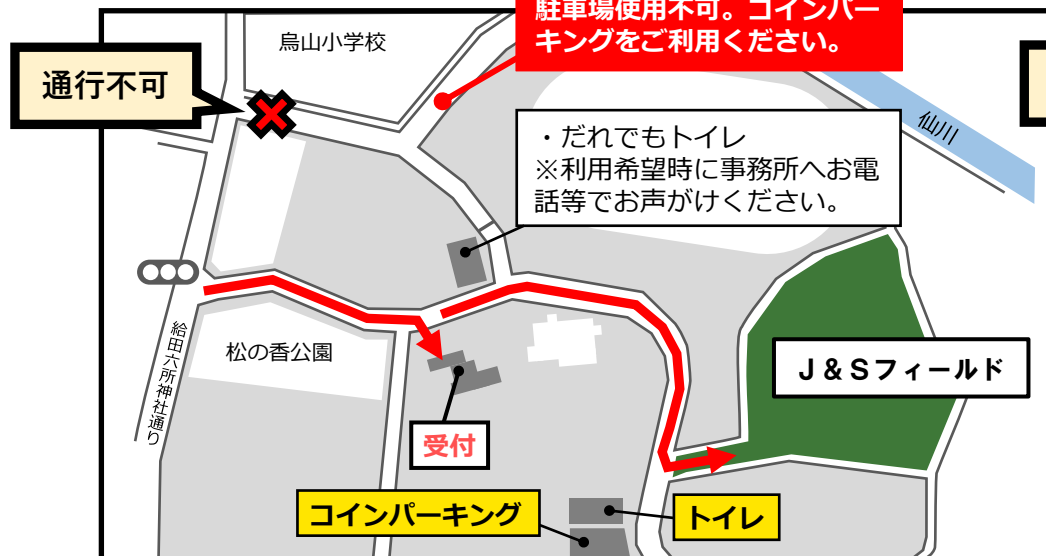 駐車場使用不可。コインパー
キングをご利用ください。
烏山小学校
通行不可
仙川
・だれでもトイレ
※利用希望時に事務所へお電
話等でお声がけください。
給田六所神社通り
松の香公園
J&Sフィールド
受付
コインパーキング
トイレ